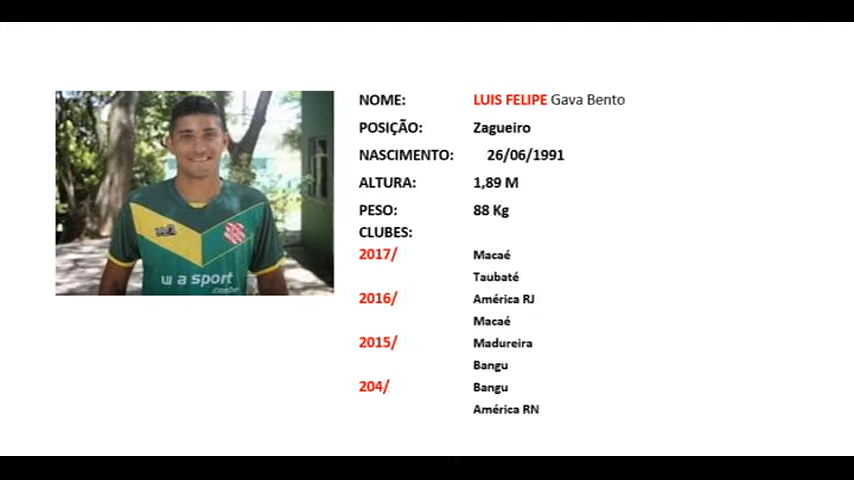 NOME: LUIS FELIPE Gava Bento
POSIÇÃO: Zagueiro
NASCIMENTO: 26/06/1991
ALTURA: 1,89 M
PESO: 88 Kg
CLUBES:
2017/ Macaé
Taubaté
2016/ América RJ
Macaé
2015/ Madureira
Bangu
204/ Bangu
América RN
w a sport